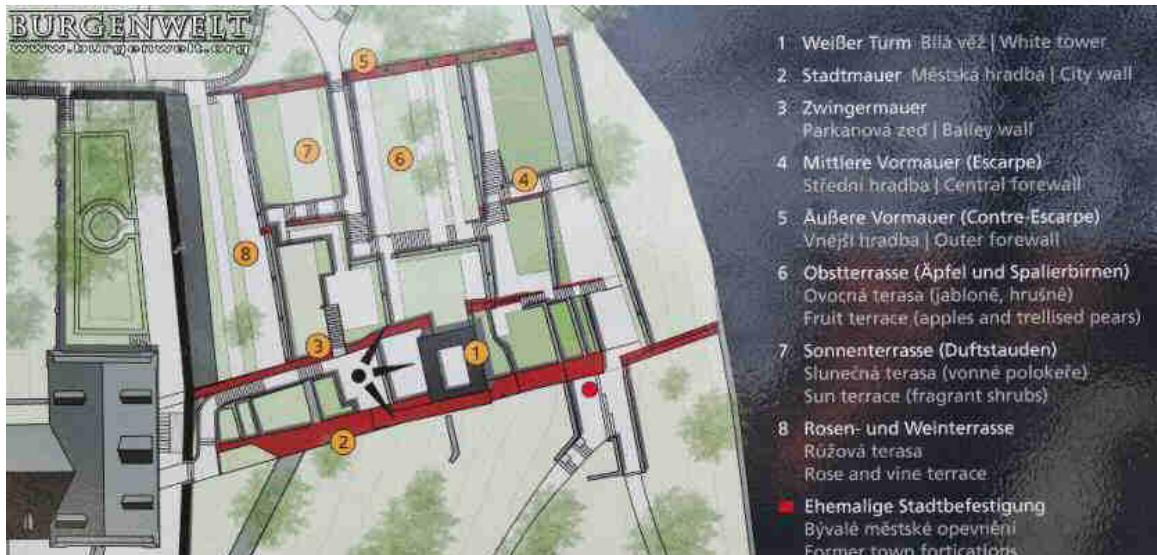 BURGENWELT
www.burgenwelt.org
5
7
6
4
8
3
1
2
1 Weißer Turm Bílá věž | White tower
2 Stadtmauer Městská hradba | City wall
3 Zwingermauer
Parkánová zeď | Bailey wall
4 Mittlere Vormauer (Escarpe)
Střední hradba | Central forewall
5 Äußere Vormauer (Contre-Escarpe)
Vnější hradba | Outer forewall
6 Obstterrasse (Äpfel und Spalierbirnen)
Ovocná terasa (jabloně, hrušně)
Fruit terrace (apples and trellised pears)
7 Sonnenterrasse (Duftstauden)
Slunečná terasa (vonné polokeře)
Sun terrace (fragrant shrubs)
8 Rosen- und Weinterrasse
Růžová terasa
Rose and vine terrace
Ehemalige Stadtbefestigung
Bývalé městské opevnění
Former town fortications